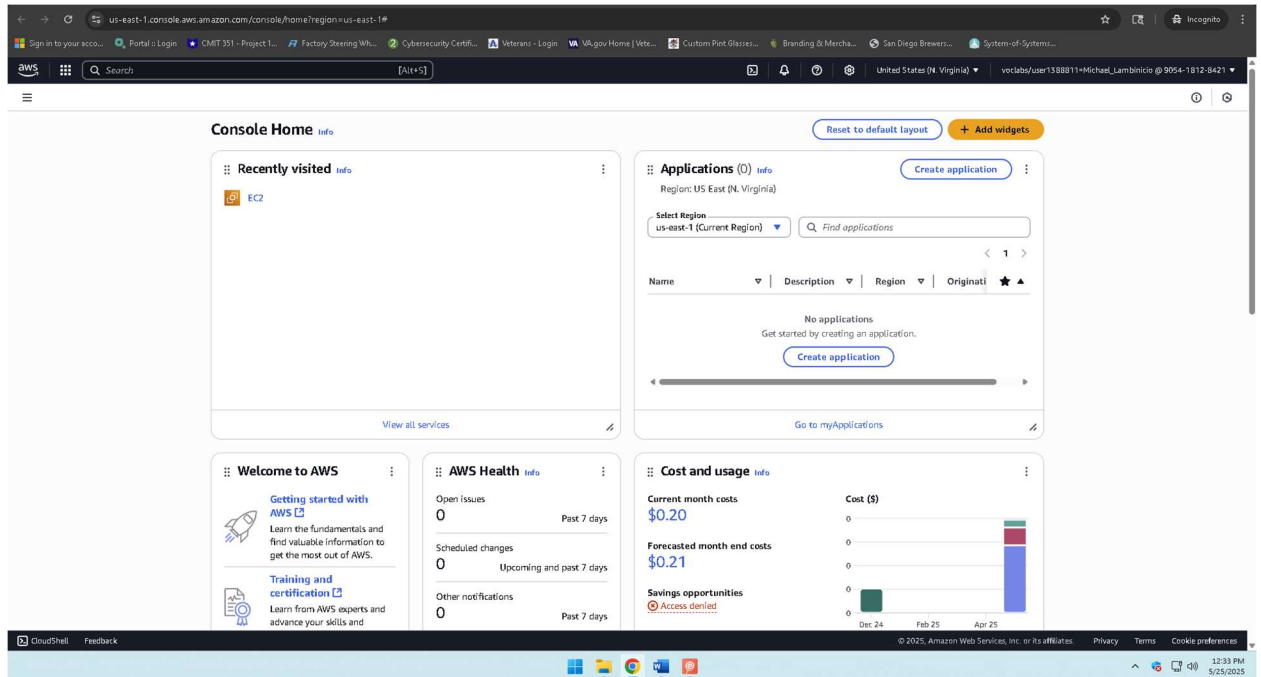 us-east-1.console.aws.amazon.com/console/home?region=us-east-1#
Incognito
Sign in to your acco...
Portal :: Login
CMIT 351 - Project 1...
Factory Steering Wh...
Cybersecurity Certifi...
Veterans - Login
VA.gov Home | Vete...
Custom Pint Glasses...
Branding & Mercha...
San Diego Brewers...
System-of-Systems...
aws
Search
[Alt+S]
United States (N. Virginia)
voclabs/user1388811=Michael_Lambinicio @ 9054-1812-8421
Console Home Info
Reset to default layout
+ Add widgets
Recently visited Info
EC2
View all services
Applications (0) Info
Create application
Region: US East (N. Virginia)
Select Region
us-east-1 (Current Region)
Find applications
1
Name
Description
Region
Originati
No applications
Get started by creating an application.
Create application
Go to myApplications
Welcome to AWS
Getting started with
AWS
Learn the fundamentals and
find valuable information to
get the most out of AWS.
Training and
certification
Learn from AWS experts and
advance your skills and
AWS Health Info
Open issues
0
Past 7 days
Scheduled changes
0
Upcoming and past 7 days
Other notifications
0
Past 7 days
Cost and usage Info
Current month costs
$0.20
Forecasted month end costs
$0.21
Savings opportunities
Access denied
Cost ($)
0
0
0
0
0
Dec 24
Feb 25
Apr 25
CloudShell
Feedback
© 2025, Amazon Web Services, Inc. or its affiliates.
Privacy
Terms
Cookie preferences
12:33 PM
5/25/2025